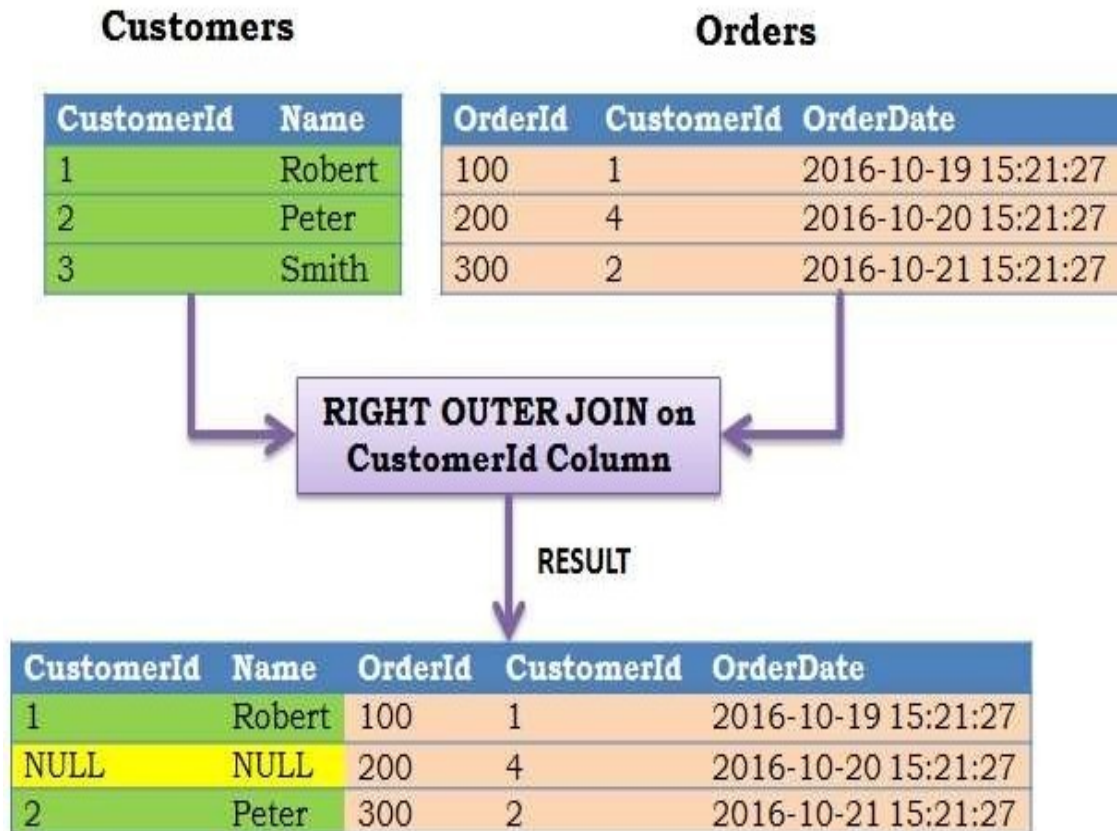 Customers Orders
CustomerId Name OrderId CustomerId OrderDate
1 Robert 100 1 2016-10-19 15:21:27
2 Peter 200 4 2016-10-20 15:21:27
3 Smith 300 2 2016-10-21 15:21:27
RIGHT OUTER JOIN on
CustomerId Column
RESULT
CustomerId Name OrderId CustomerId OrderDate
1 Robert 100 1 2016-10-19 15:21:27
NULL NULL 200 4 2016-10-20 15:21:27
2 Peter 300 2 2016-10-21 15:21:27